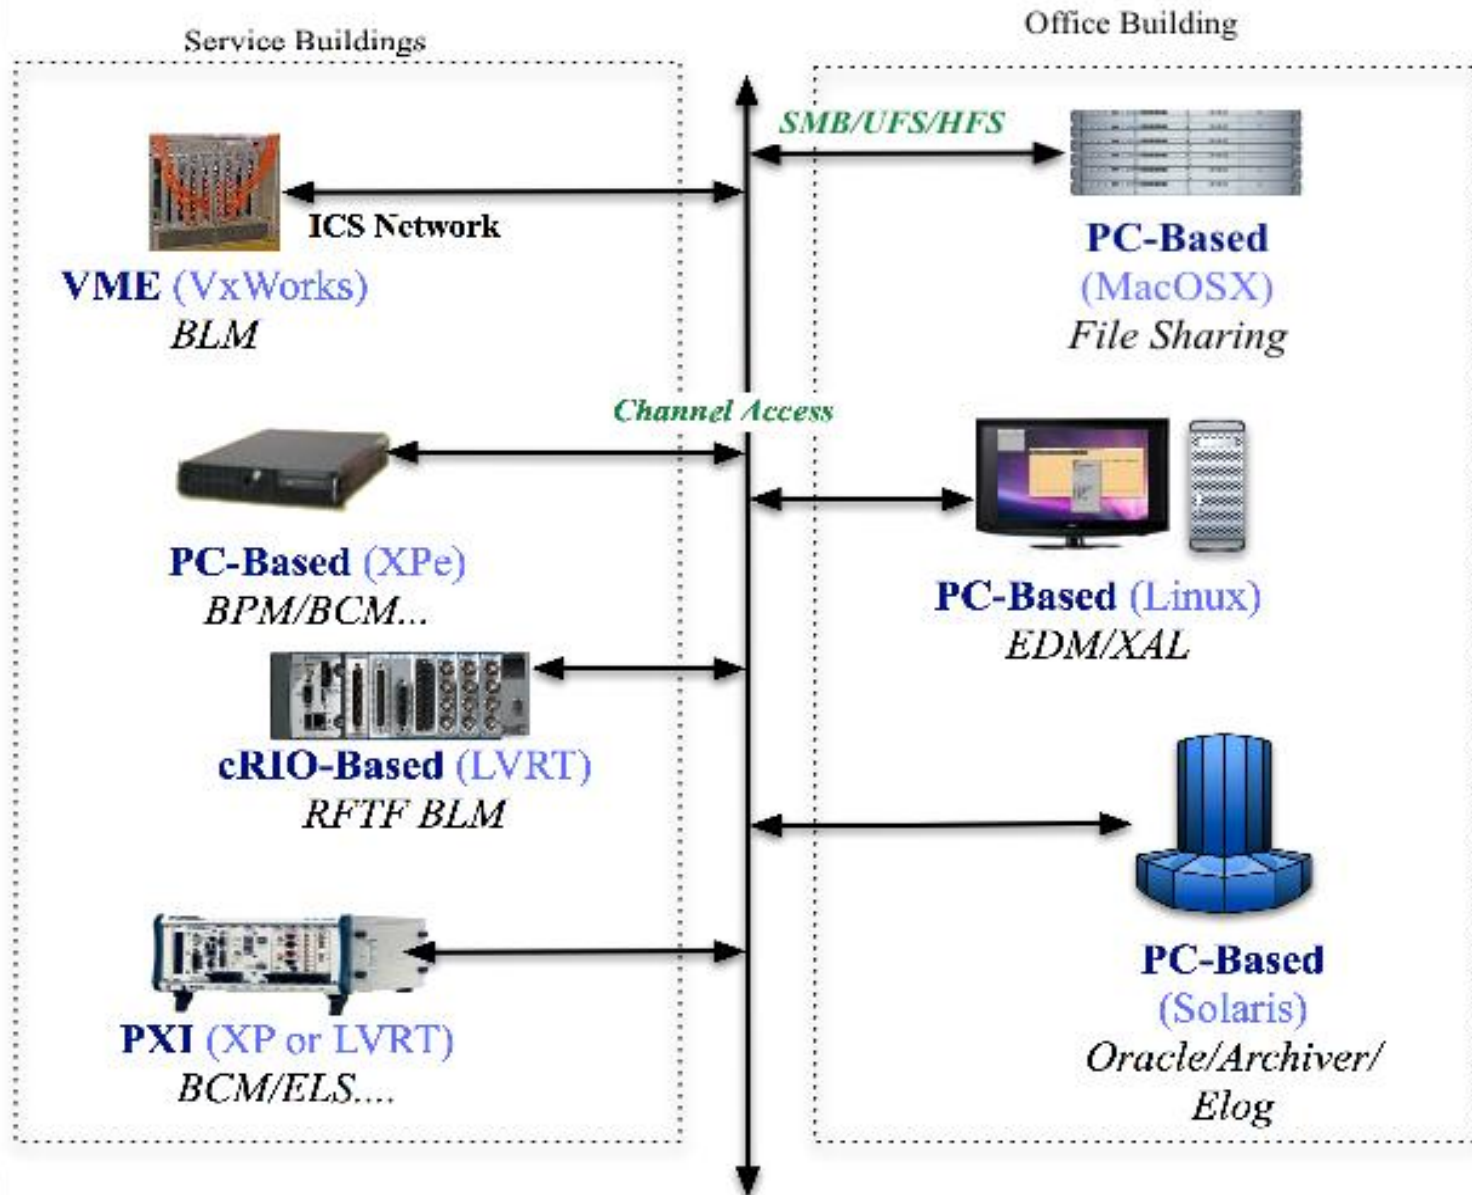 Service Buildings
Office Building
SMB/UFS/HFS
ICS Network
VME (VxWorks)
BLM
PC-Based
(MacOSX)
File Sharing
Channel Access
PC-Based (XPe)
BPM/BCM...
PC-Based (Linux)
EDM/XAL
cRIO-Based (LVRT)
RFTF BLM
PXI (XP or LVRT)
BCM/ELS....
PC-Based
(Solaris)
Oracle/Archiver/
Elog